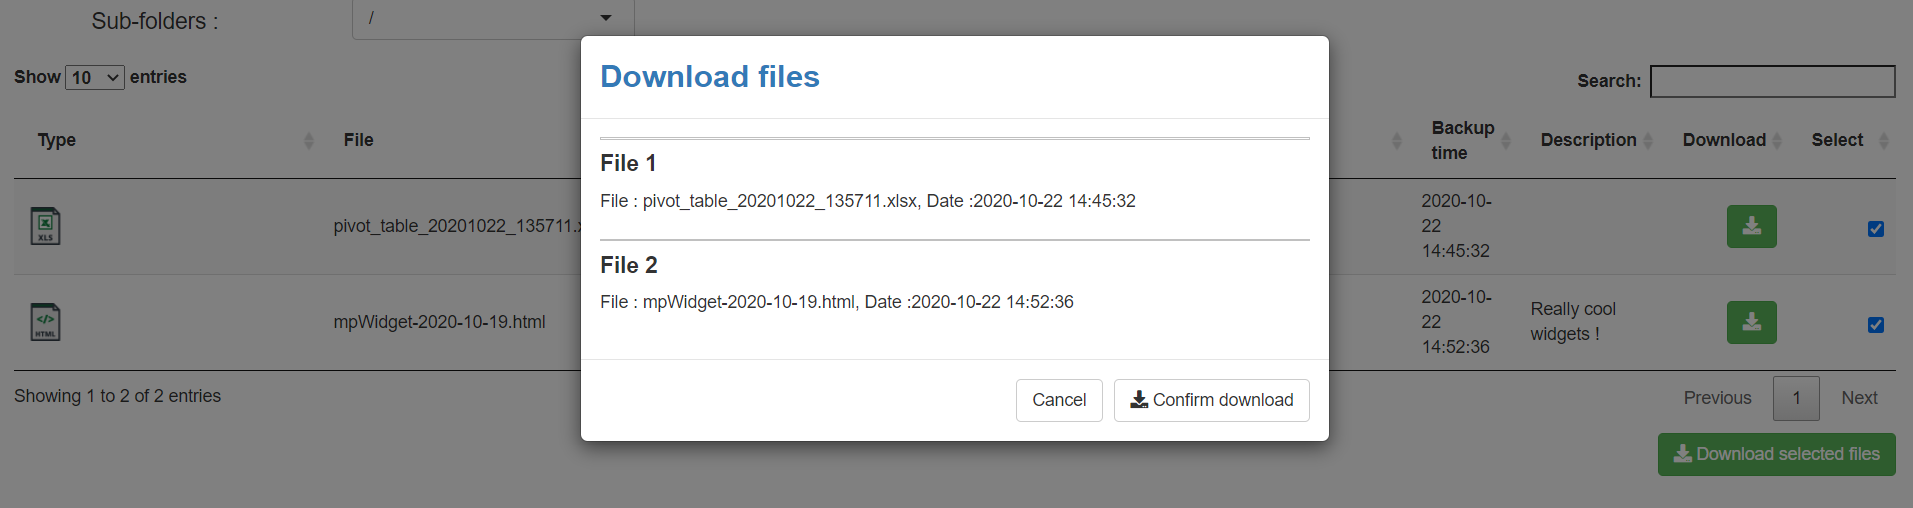 Sub-folders :
/
Show 10 entries
Search:
Type
File
Backup
time
Description
Download
Select
XLS
pivot_table_20201022_135711.
2020-10-
22
14:45:32
HTML
mpWidget-2020-10-19.html
2020-10-
22
14:52:36
Really cool
widgets !
Showing 1 to 2 of 2 entries
Previous 1 Next
Download selected files
Download files
File 1
File : pivot_table_20201022_135711.xlsx, Date :2020-10-22 14:45:32
File 2
File : mpWidget-2020-10-19.html, Date :2020-10-22 14:52:36
Cancel
Confirm download